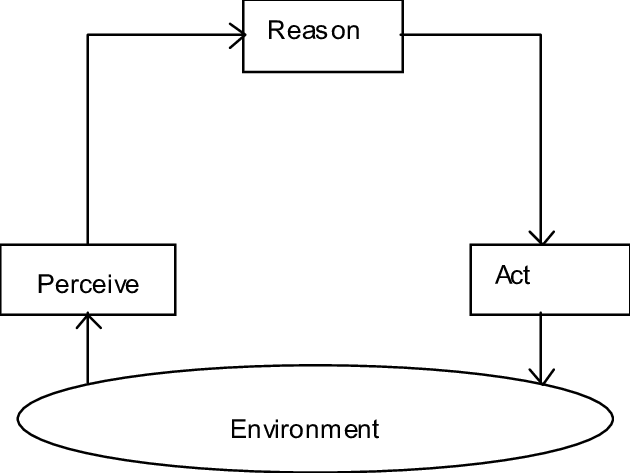 Reason
Perceive
Act
Environment